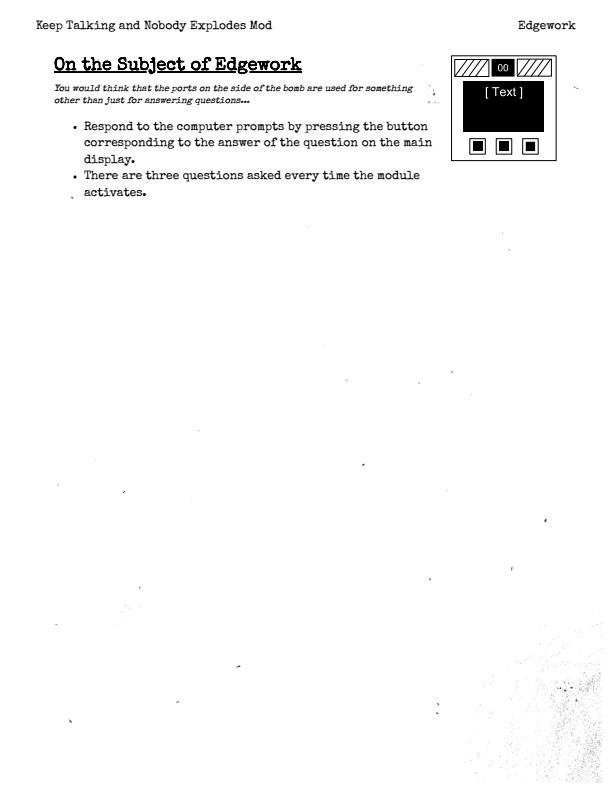 Keep Talking and Nobody Explodes Mod Edgework
On the Subject of Edgework
You would think that the ports on the side of the bomb are used for something
other than just for answering questions...
00
[ Text ]
• Respond to the computer prompts by pressing the button
corresponding to the answer of the question on the main
display.
• There are three questions asked every time the module
activates.